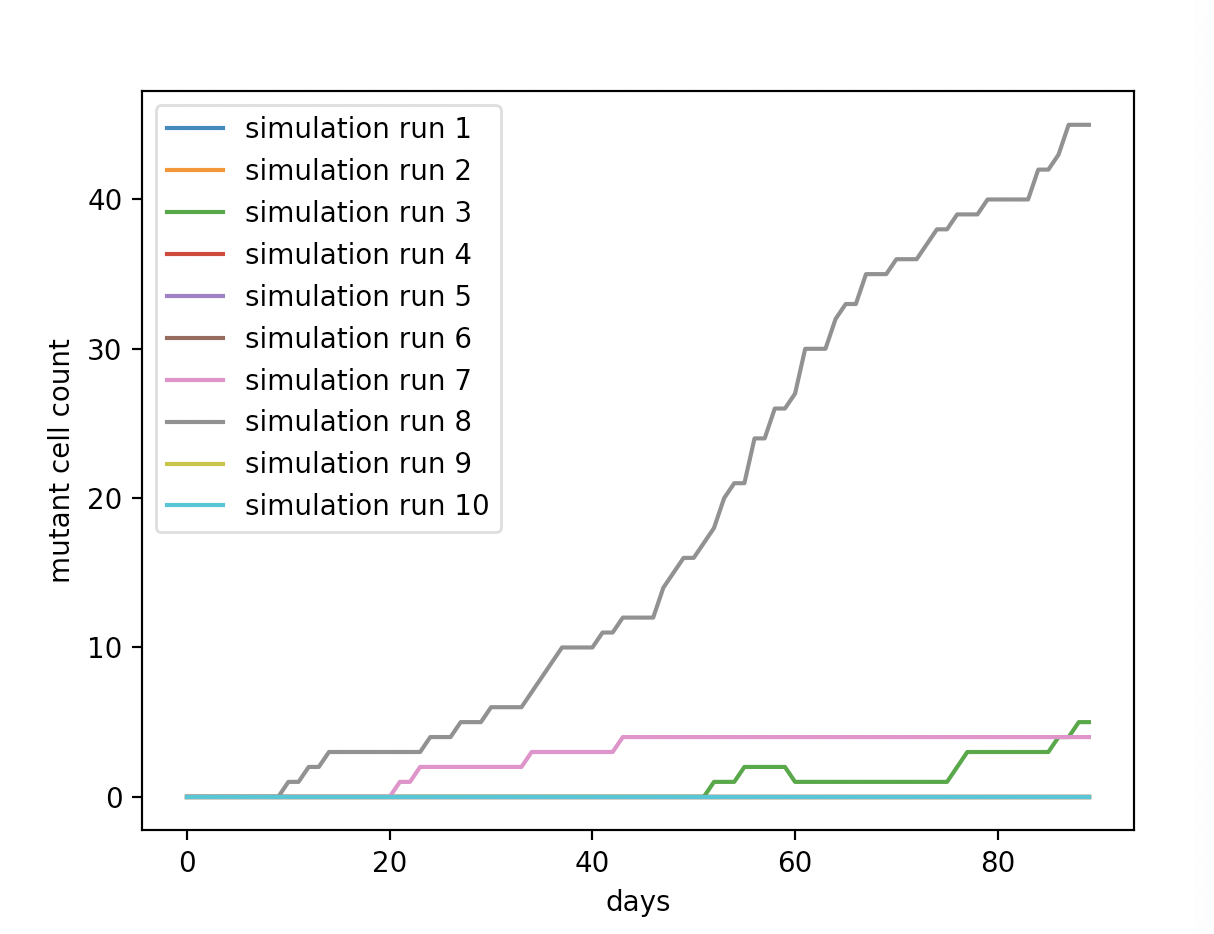 simulation run 1
simulation run 2
simulation run 3
simulation run 4
simulation run 5
simulation run 6
simulation run 7
simulation run 8
simulation run 9
simulation run 10
mutant cell count
40
30
20
10
0
0 20 40 60 80
days